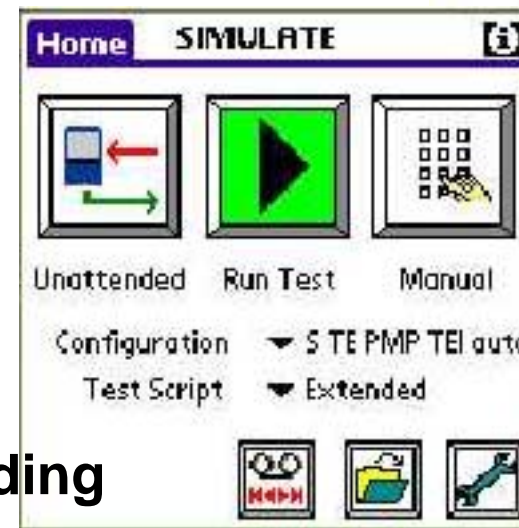 Home SIMULATE [i]
Unattended Run Test Manual
Configuration S TE PMP TEI auto
Test Script Extended
ding